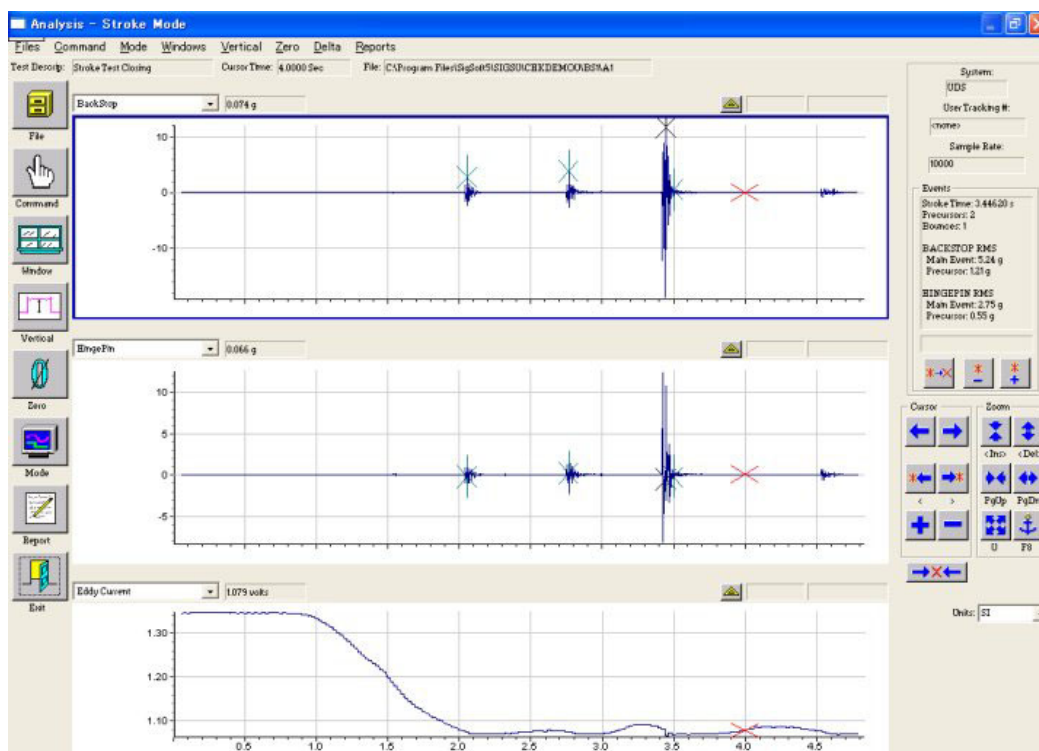 Analysis - Stroke Mode
Files Command Mode Windows Vertical Zero Delta Reports
Test Descrip: Stroke Test Closing Cursor Time: 4.0000 Sec File:
System:
UDS
User Tracking #:
<none>
Sample Rate:
10000
File
Command
Window
Vertical
Zero
Mode
Report
Exit
BackStop 0.074 g
10
0
-10
HingePin 0.066 g
10
5
0
-5
Eddy Current 1.079 volts
1.30
1.20
1.10
0.5 1.0 1.5 2.0 2.5 3.0 3.5 4.0 4.5
Events
Stroke Time: 3.44620 s
Precursors: 2
Bounces: 1
BACKSTOP RMS
Main Event: 5.24 g
Precursor: 1.21 g
HINGEPIN RMS
Main Event: 2.75 g
Precursor: 0.55 g
Cursor Zoom
<Ins> <Del
< > PgUp PgDn
U F8
Units: SI